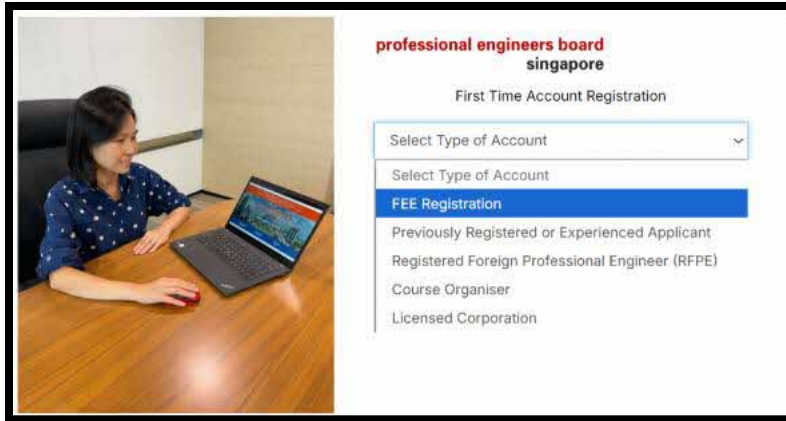 professional engineers board
singapore
First Time Account Registration
Select Type of Account
Select Type of Account
FEE Registration
Previously Registered or Experienced Applicant
Registered Foreign Professional Engineer (RFPE)
Course Organiser
Licensed Corporation